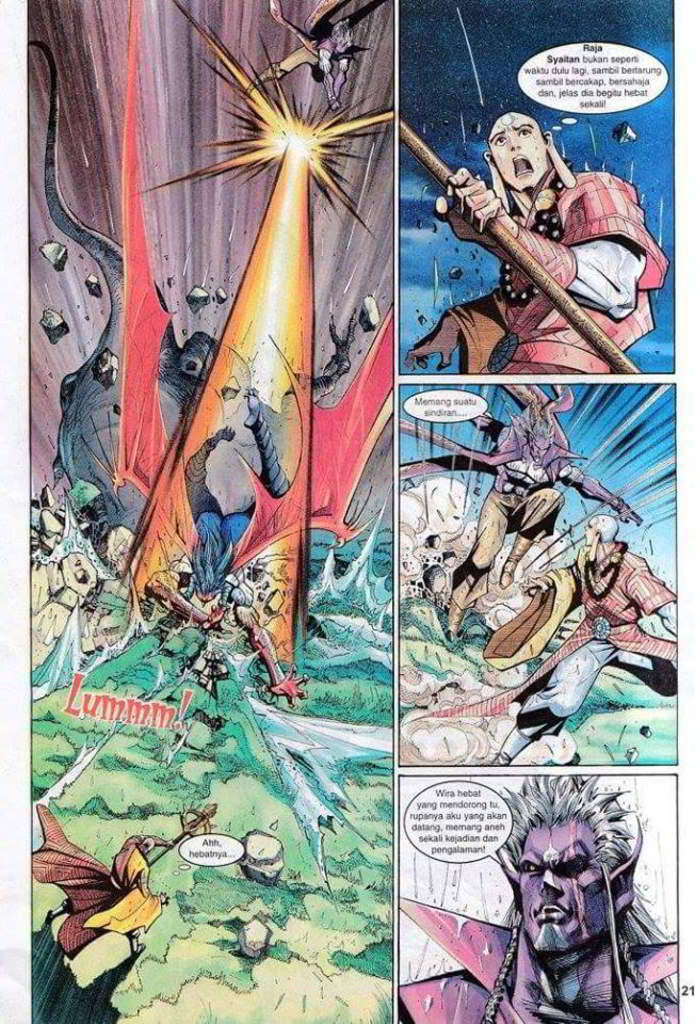 Lummm!
Ahh,
hebatnya...
Raja
Syaitan bukan seperti
waktu dulu lagi, sambil bertarung
sambil bercakap, bersahaja
dan, jelas dia begitu hebat
sekali!
Memang suatu
sindiran....
Wira hebat
yang mendorong tu,
rupanya aku yang akan
datang, memang aneh
sekali kejadian dan
pengalaman!
21